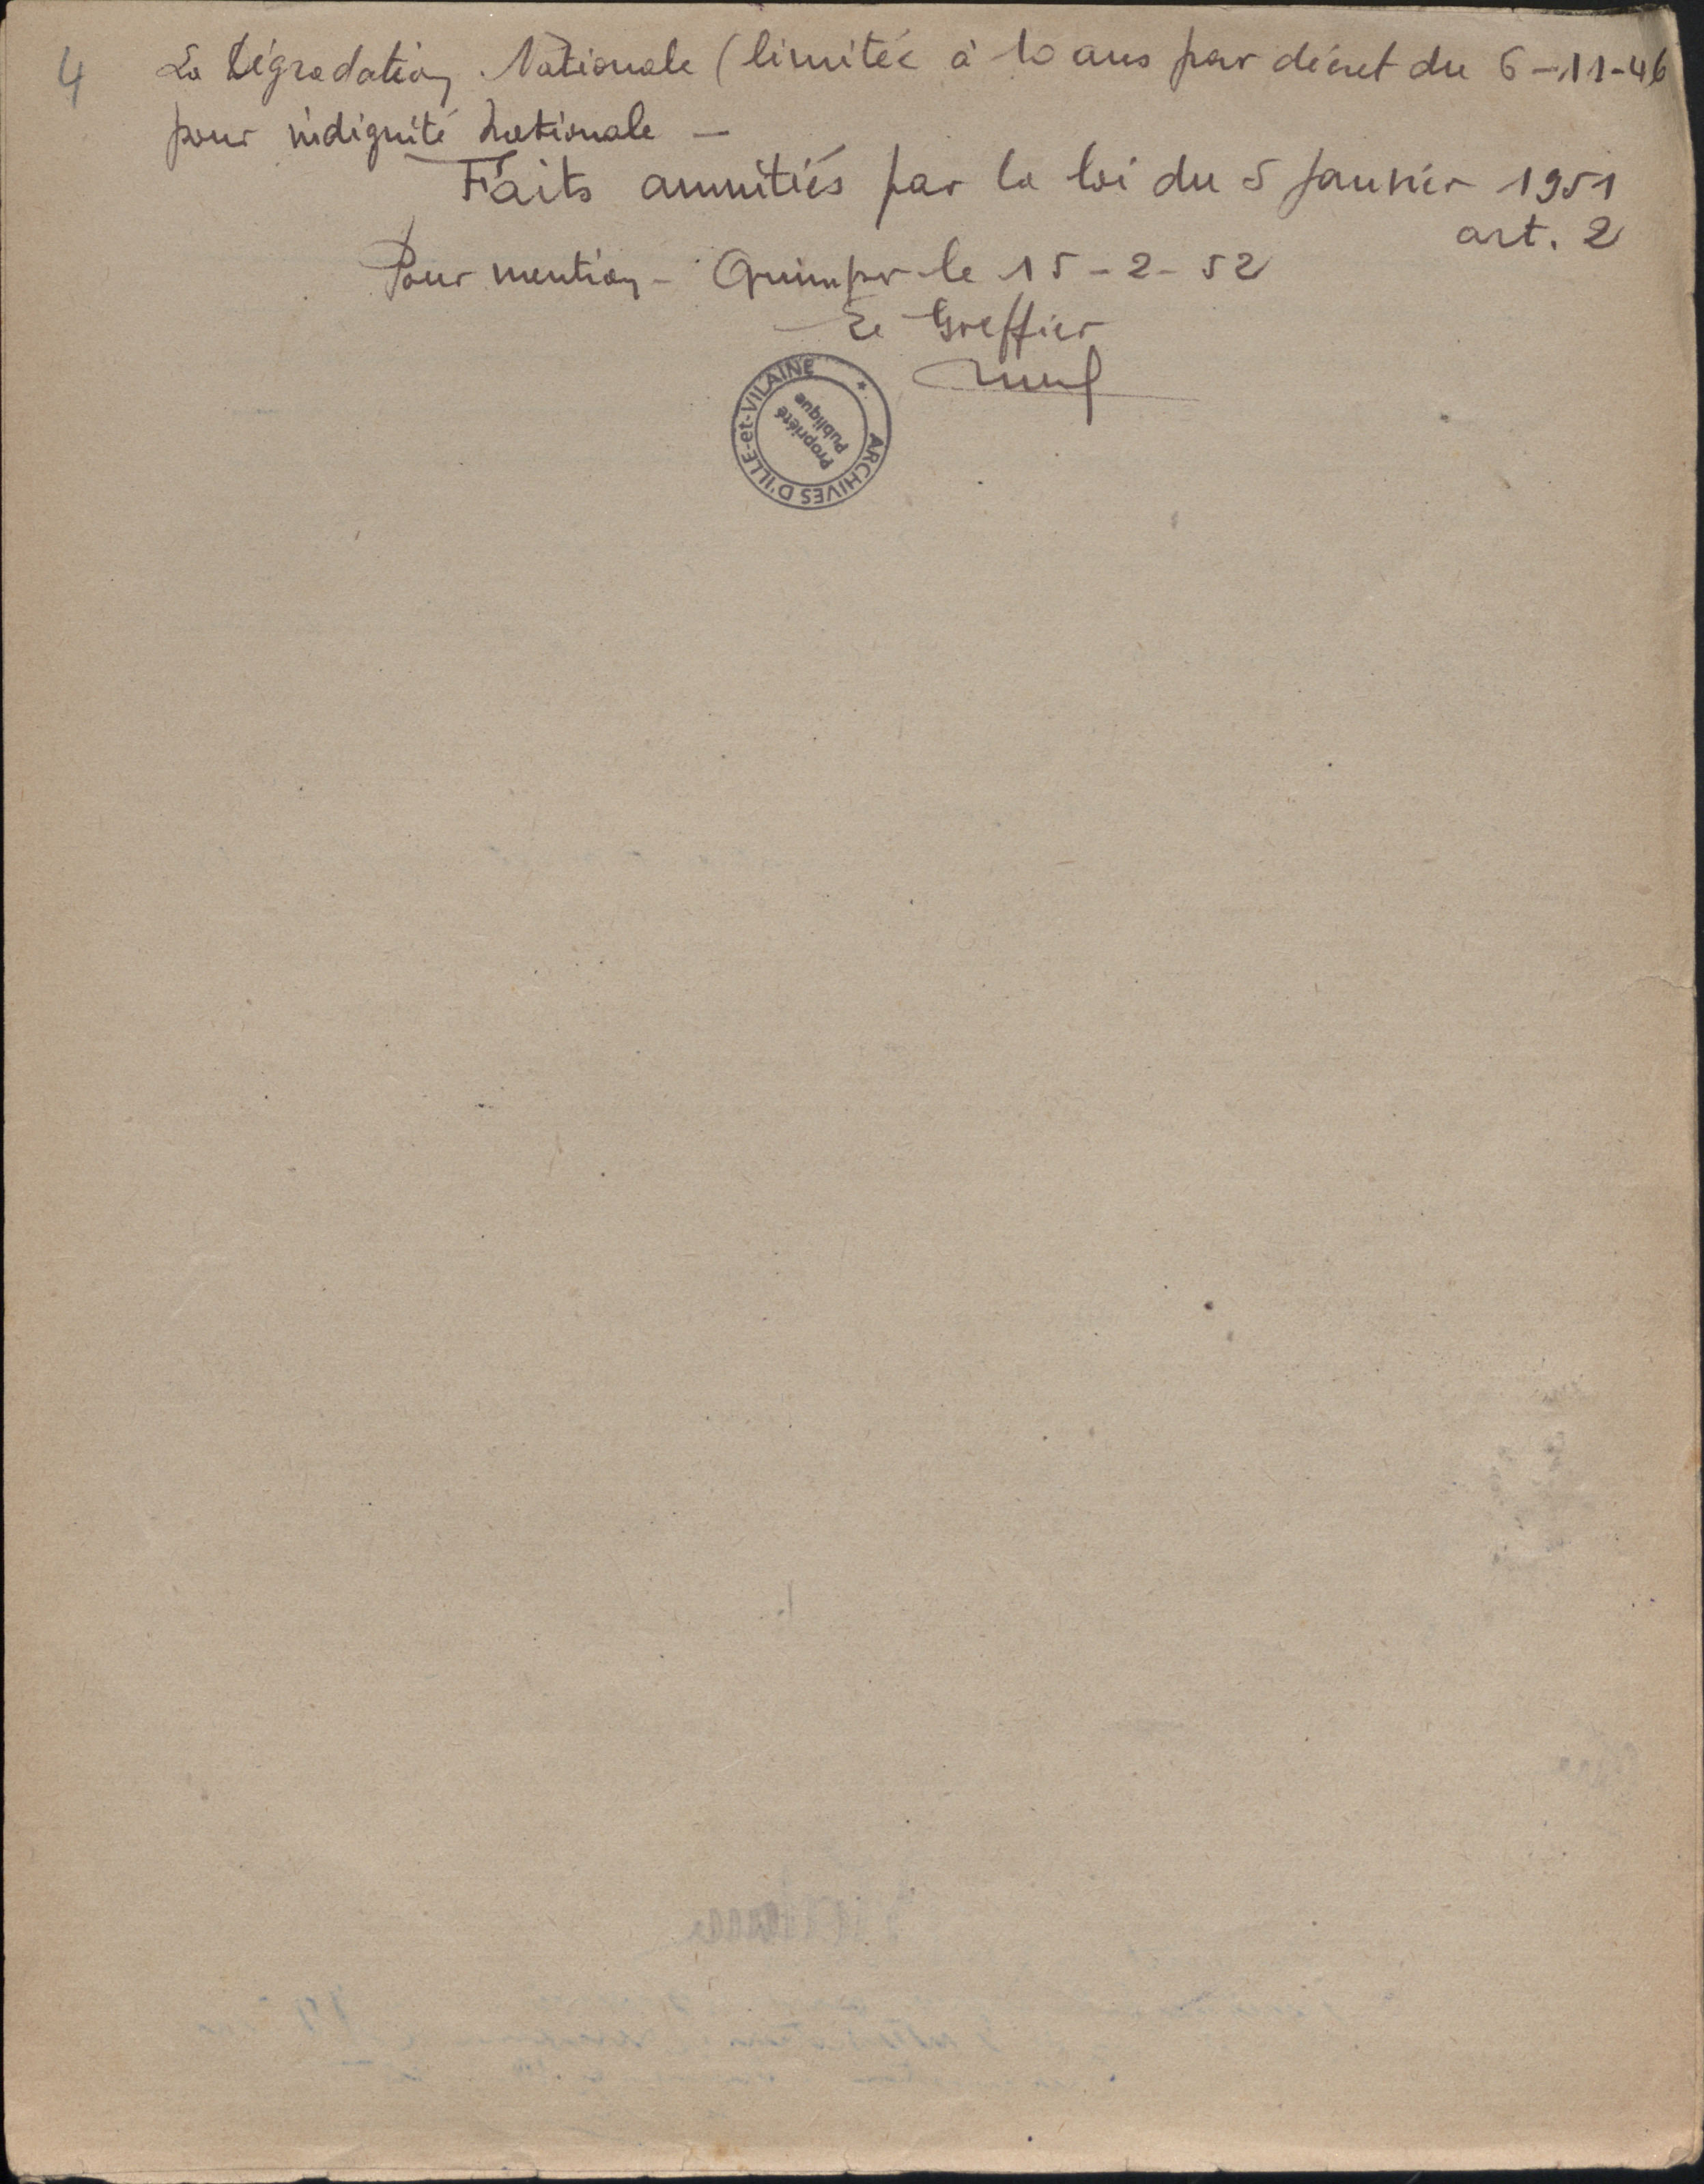 4
La Dégradation Nationale (limitée à 10 ans par décret du 6-11-46
pour indignité nationale —
Faits amnitiés par la loi du 5 Janvier 1951
art. 2
Pour mention - Quimper le 15-2-52
Le Greffier
ARCHIVES D'ILLE-et-VILAINE *
Propriété
Publique